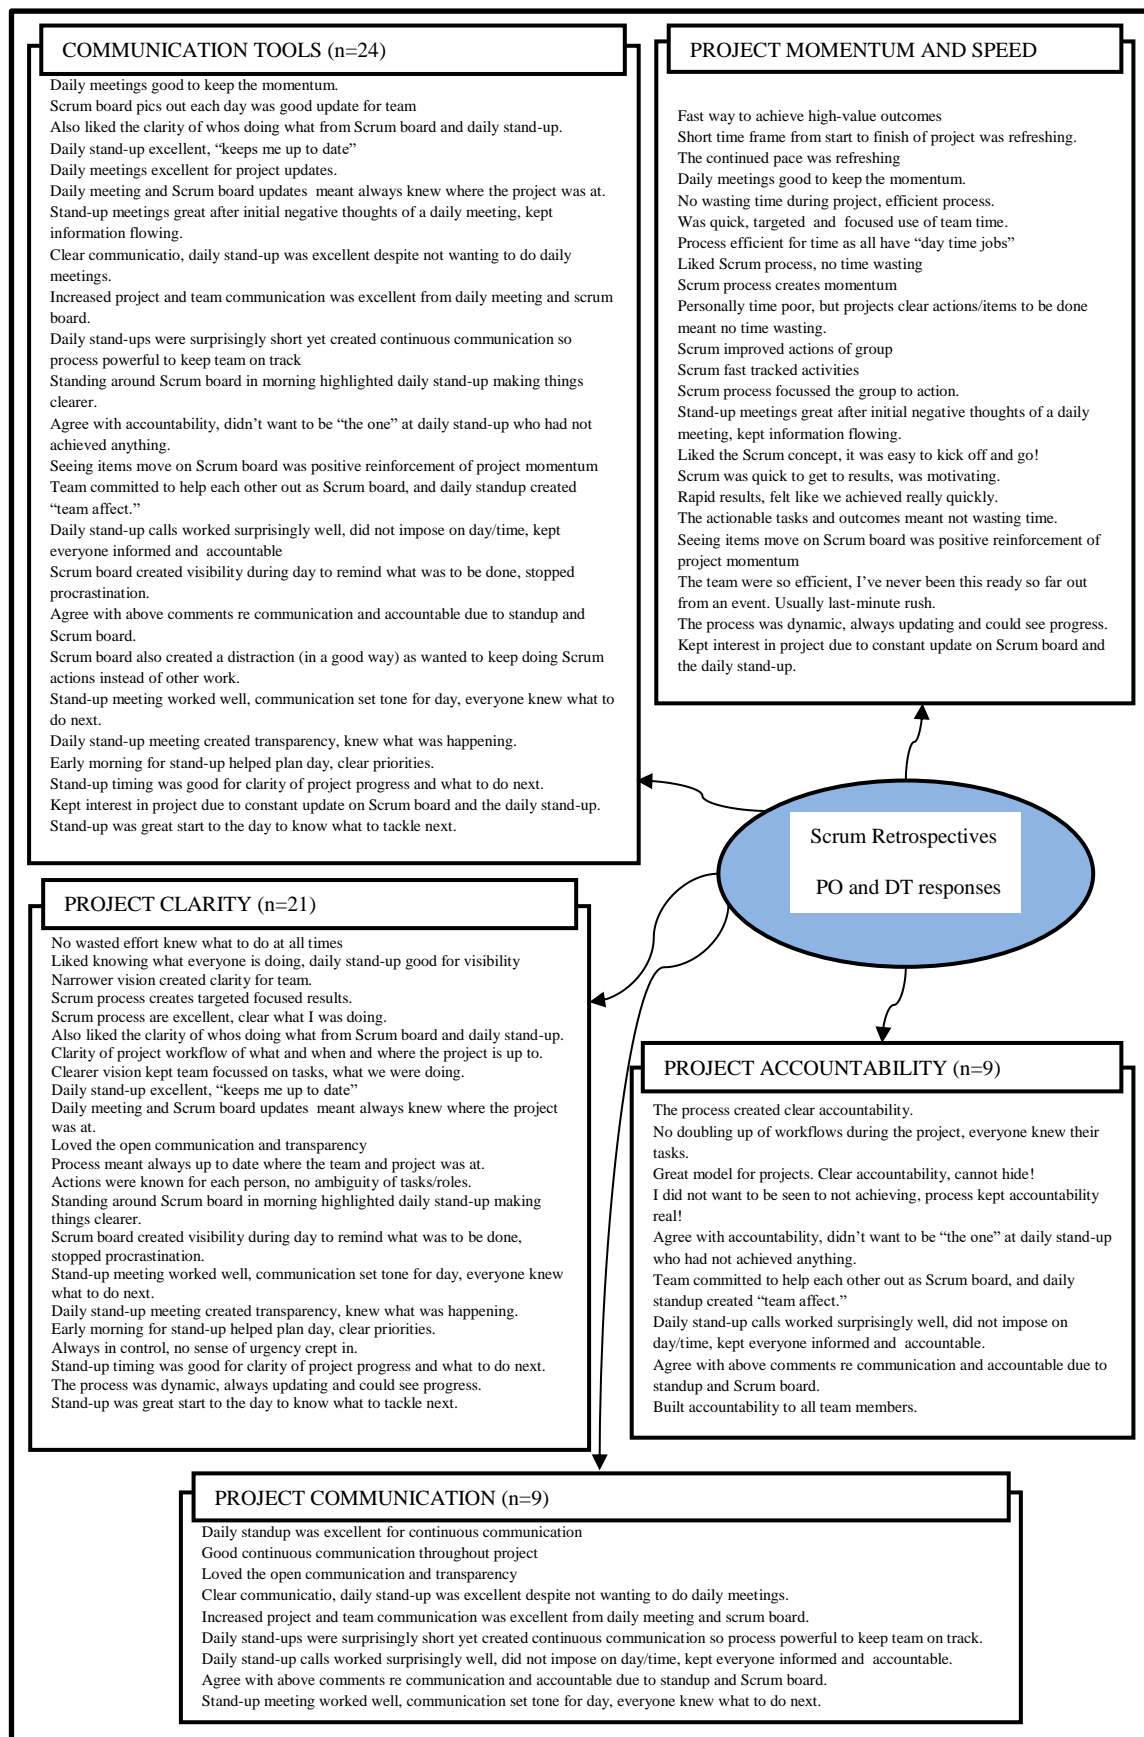 COMMUNICATION TOOLS (n=24)
Daily meetings good to keep the momentum.
Scrum board pics out each day was good update for team
Also liked the clarity of whos doing what from Scrum board and daily stand-up.
Daily stand-up excellent, “keeps me up to date”
Daily meetings excellent for project updates.
Daily meeting and Scrum board updates meant always knew where the project was at.
Stand-up meetings great after initial negative thoughts of a daily meeting, kept
information flowing.
Clear communicatio, daily stand-up was excellent despite not wanting to do daily
meetings.
Increased project and team communication was excellent from daily meeting and scrum
board.
Daily stand-ups were surprisingly short yet created continuous communication so
process powerful to keep team on track
Standing around Scrum board in morning highlighted daily stand-up making things
clearer.
Agree with accountability, didn’t want to be “the one” at daily stand-up who had not
achieved anything.
Seeing items move on Scrum board was positive reinforcement of project momentum
Team committed to help each other out as Scrum board, and daily standup created
“team affect.”
Daily stand-up calls worked surprisingly well, did not impose on day/time, kept
everyone informed and accountable
Scrum board created visibility during day to remind what was to be done, stopped
procrastination.
Agree with above comments re communication and accountable due to standup and
Scrum board.
Scrum board also created a distraction (in a good way) as wanted to keep doing Scrum
actions instead of other work.
Stand-up meeting worked well, communication set tone for day, everyone knew what to
do next.
Daily stand-up meeting created transparency, knew what was happening.
Early morning for stand-up helped plan day, clear priorities.
Stand-up timing was good for clarity of project progress and what to do next.
Kept interest in project due to constant update on Scrum board and the daily stand-up.
Stand-up was great start to the day to know what to tackle next.
PROJECT MOMENTUM AND SPEED
Fast way to achieve high-value outcomes
Short time frame from start to finish of project was refreshing.
The continued pace was refreshing
Daily meetings good to keep the momentum.
No wasting time during project, efficient process.
Was quick, targeted and focused use of team time.
Process efficient for time as all have “day time jobs”
Liked Scrum process, no time wasting
Scrum process creates momentum
Personally time poor, but projects clear actions/items to be done
meant no time wasting.
Scrum improved actions of group
Scrum fast tracked activities
Scrum process focussed the group to action.
Stand-up meetings great after initial negative thoughts of a daily
meeting, kept information flowing.
Liked the Scrum concept, it was easy to kick off and go!
Scrum was quick to get to results, was motivating.
Rapid results, felt like we achieved really quickly.
The actionable tasks and outcomes meant not wasting time.
Seeing items move on Scrum board was positive reinforcement of
project momentum
The team were so efficient, I’ve never been this ready so far out
from an event. Usually last-minute rush.
The process was dynamic, always updating and could see progress.
Kept interest in project due to constant update on Scrum board and
the daily stand-up.
Scrum Retrospectives
PO and DT responses
PROJECT CLARITY (n=21)
No wasted effort knew what to do at all times
Liked knowing what everyone is doing, daily stand-up good for visibility
Narrower vision created clarity for team.
Scrum process creates targeted focused results.
Scrum process are excellent, clear what I was doing.
Also liked the clarity of whos doing what from Scrum board and daily stand-up.
Clarity of project workflow of what and when and where the project is up to.
Clearer vision kept team focussed on tasks, what we were doing.
Daily stand-up excellent, “keeps me up to date”
Daily meeting and Scrum board updates meant always knew where the project
was at.
Loved the open communication and transparency
Process meant always up to date where the team and project was at.
Actions were known for each person, no ambiguity of tasks/roles.
Standing around Scrum board in morning highlighted daily stand-up making
things clearer.
Scrum board created visibility during day to remind what was to be done,
stopped procrastination.
Stand-up meeting worked well, communication set tone for day, everyone knew
what to do next.
Daily stand-up meeting created transparency, knew what was happening.
Early morning for stand-up helped plan day, clear priorities.
Always in control, no sense of urgency crept in.
Stand-up timing was good for clarity of project progress and what to do next.
The process was dynamic, always updating and could see progress.
Stand-up was great start to the day to know what to tackle next.
PROJECT ACCOUNTABILITY (n=9)
The process created clear accountability.
No doubling up of workflows during the project, everyone knew their
tasks.
Great model for projects. Clear accountability, cannot hide!
I did not want to be seen to not achieving, process kept accountability
real!
Agree with accountability, didn’t want to be “the one” at daily stand-up
who had not achieved anything.
Team committed to help each other out as Scrum board, and daily
standup created “team affect.”
Daily stand-up calls worked surprisingly well, did not impose on
day/time, kept everyone informed and accountable.
Agree with above comments re communication and accountable due to
standup and Scrum board.
Built accountability to all team members.
PROJECT COMMUNICATION (n=9)
Daily standup was excellent for continuous communication
Good continuous communication throughout project
Loved the open communication and transparency
Clear communicatio, daily stand-up was excellent despite not wanting to do daily meetings.
Increased project and team communication was excellent from daily meeting and scrum board.
Daily stand-ups were surprisingly short yet created continuous communication so process powerful to keep team on track.
Daily stand-up calls worked surprisingly well, did not impose on day/time, kept everyone informed and accountable.
Agree with above comments re communication and accountable due to standup and Scrum board.
Stand-up meeting worked well, communication set tone for day, everyone knew what to do next.